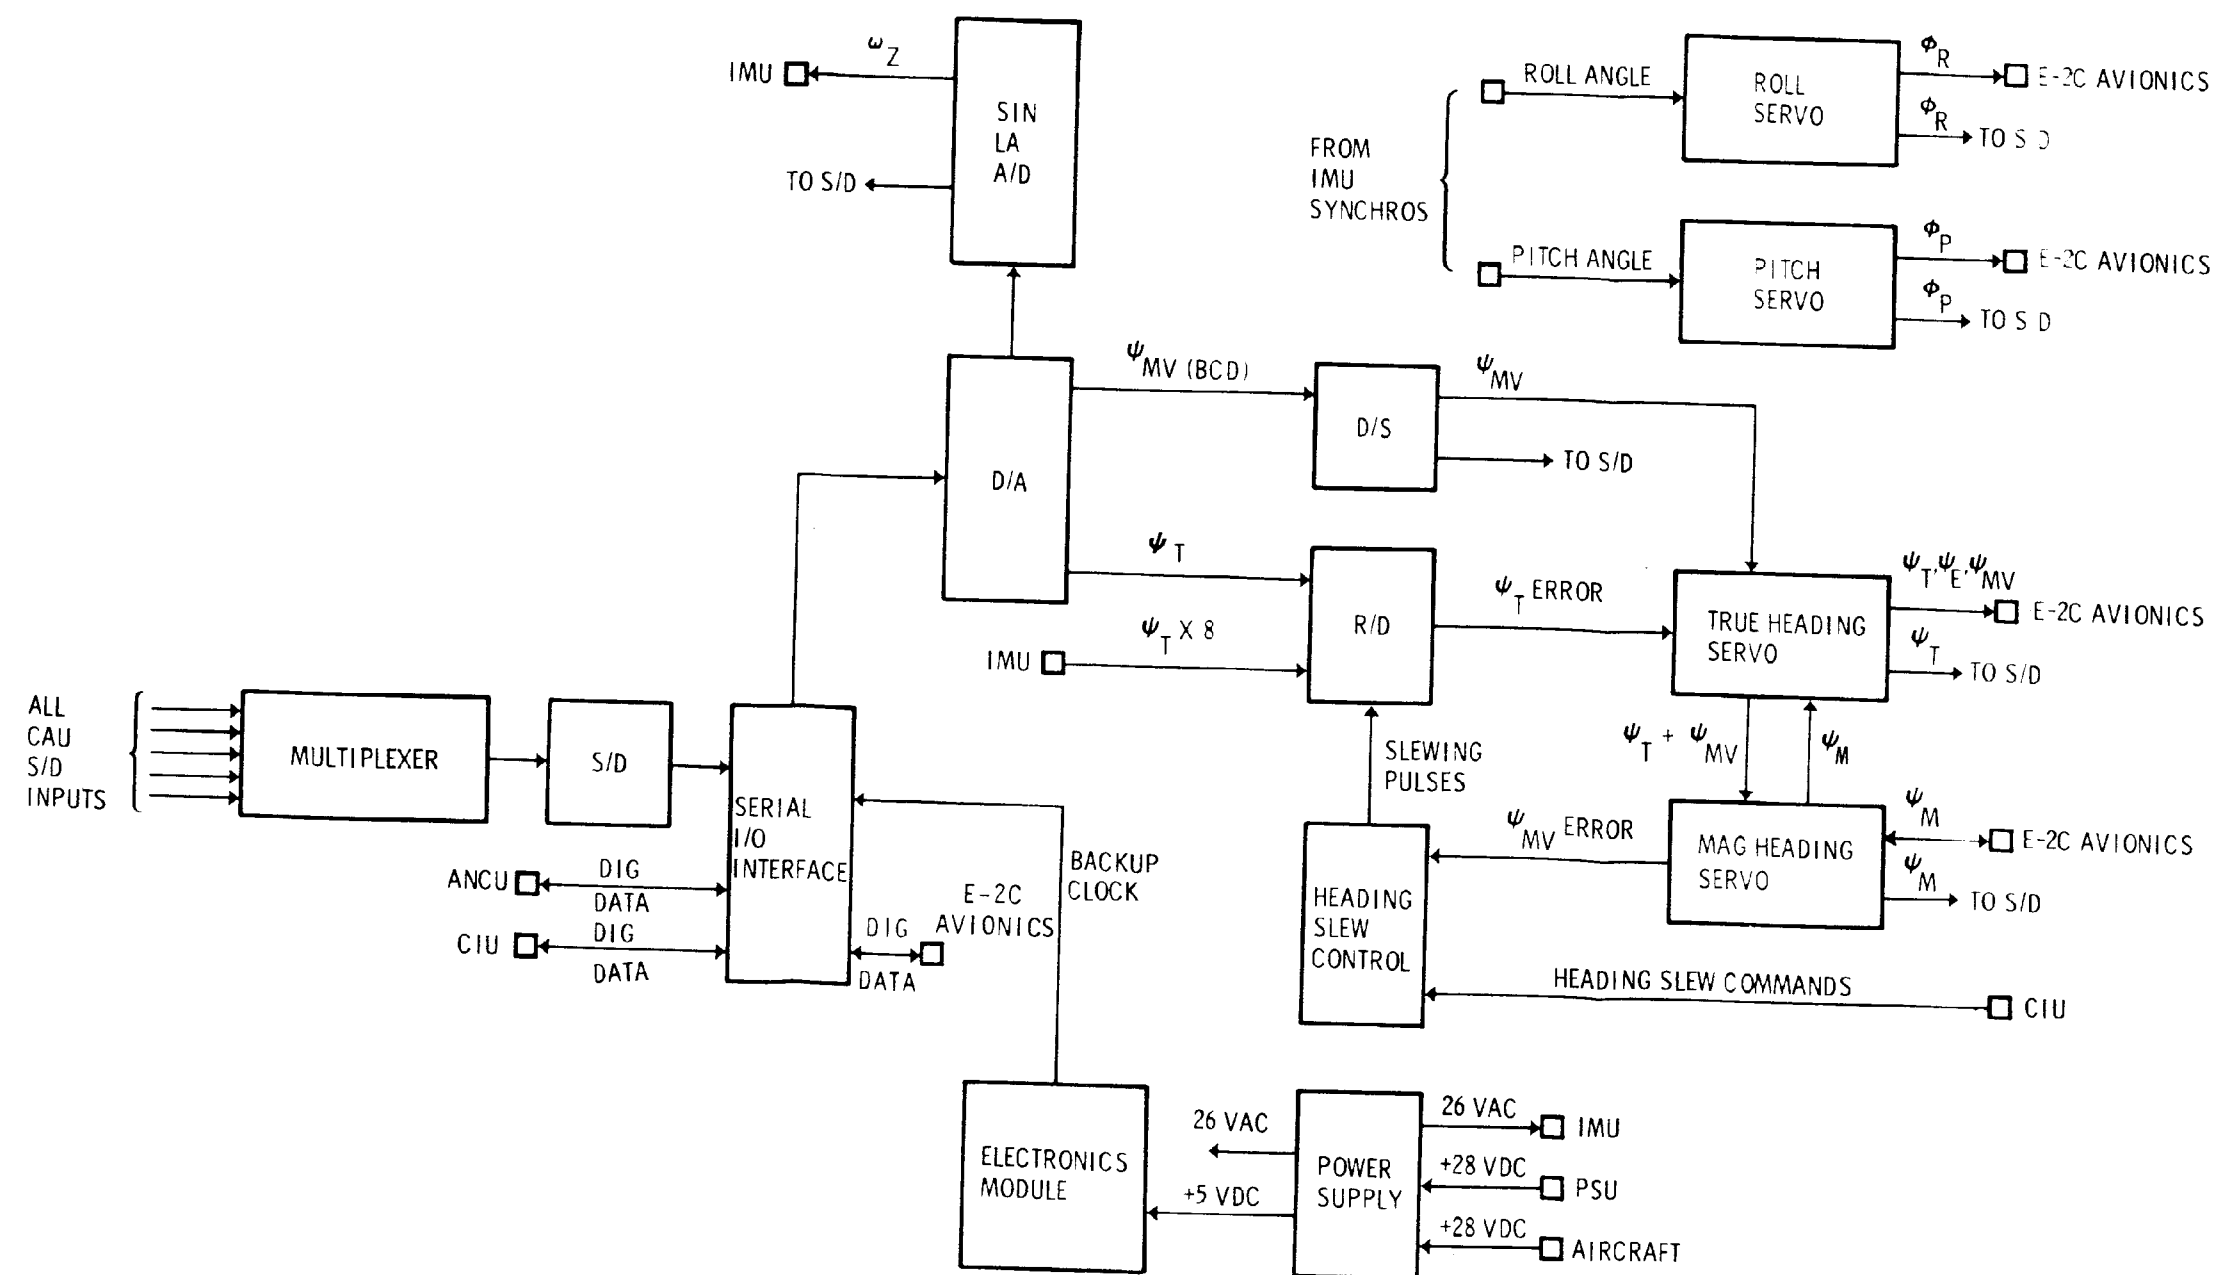 IMU
ω Z
SIN
LA
A/D
TO S/D
FROM
IMU
SYNCHROS
ROLL ANGLE
ROLL
SERVO
ϕ R
E-2C AVIONICS
ϕ R
TO S D
PITCH ANGLE
PITCH
SERVO
ϕ P
E-2C AVIONICS
ϕ P
TO S D
D/A
ψ MV (BCD)
D/S
ψ MV
TO S/D
ψ T
IMU
ψ T X 8
R/D
ψ T ERROR
TRUE HEADING
SERVO
ψ T, ψ E, ψ MV
E-2C AVIONICS
ψ T
TO S/D
ALL
CAU
S/D
INPUTS
MULTIPLEXER
S/D
SERIAL
I/O
INTERFACE
ANCU
DIG
DATA
CIU
DIG
DATA
DIG
DATA
E-2C
AVIONICS
BACKUP
CLOCK
SLEWING
PULSES
ψ T + ψ MV
ψ M
ψ MV ERROR
MAG HEADING
SERVO
ψ M
E-2C AVIONICS
ψ M
TO S/D
HEADING
SLEW
CONTROL
HEADING SLEW COMMANDS
CIU
ELECTRONICS
MODULE
26 VAC
+5 VDC
POWER
SUPPLY
26 VAC
IMU
+28 VDC
PSU
+28 VDC
AIRCRAFT